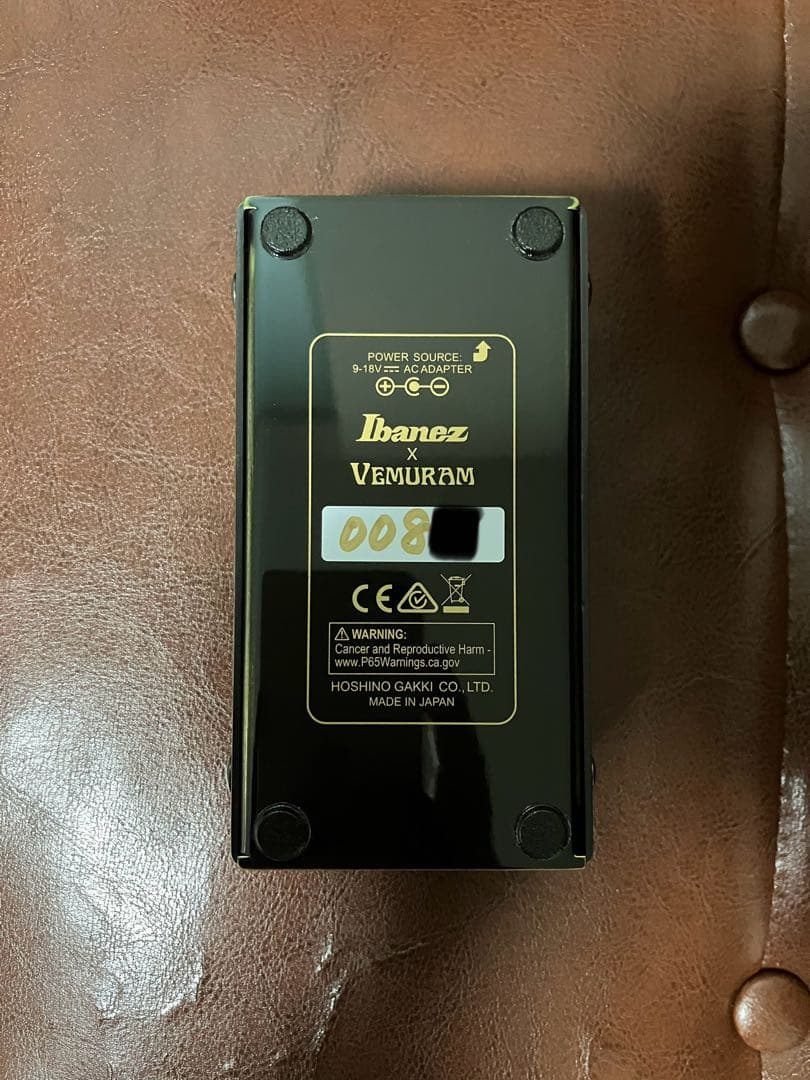 POWER SOURCE:
9-18V AC ADAPTER
Ibanez
X
VEMURAM
008
CE
WARNING:
Cancer and Reproductive Harm -
www.P65Warnings.ca.gov
HOSHINO GAKKI CO., LTD.
MADE IN JAPAN